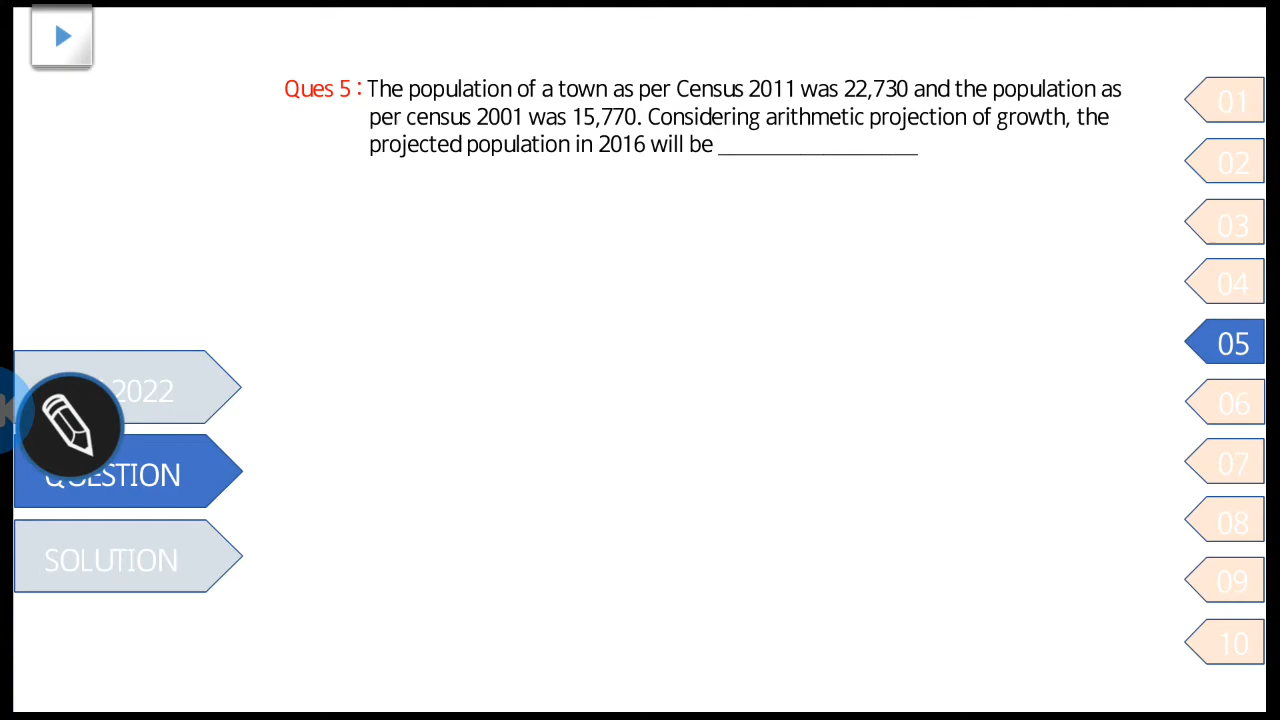 Ques 5 : The population of a town as per Census 2011 was 22,730 and the population as
per census 2001 was 15,770. Considering arithmetic projection of growth, the
projected population in 2016 will be __________________
01
02
03
04
05
06
07
08
09
10
2022
QUESTION
SOLUTION